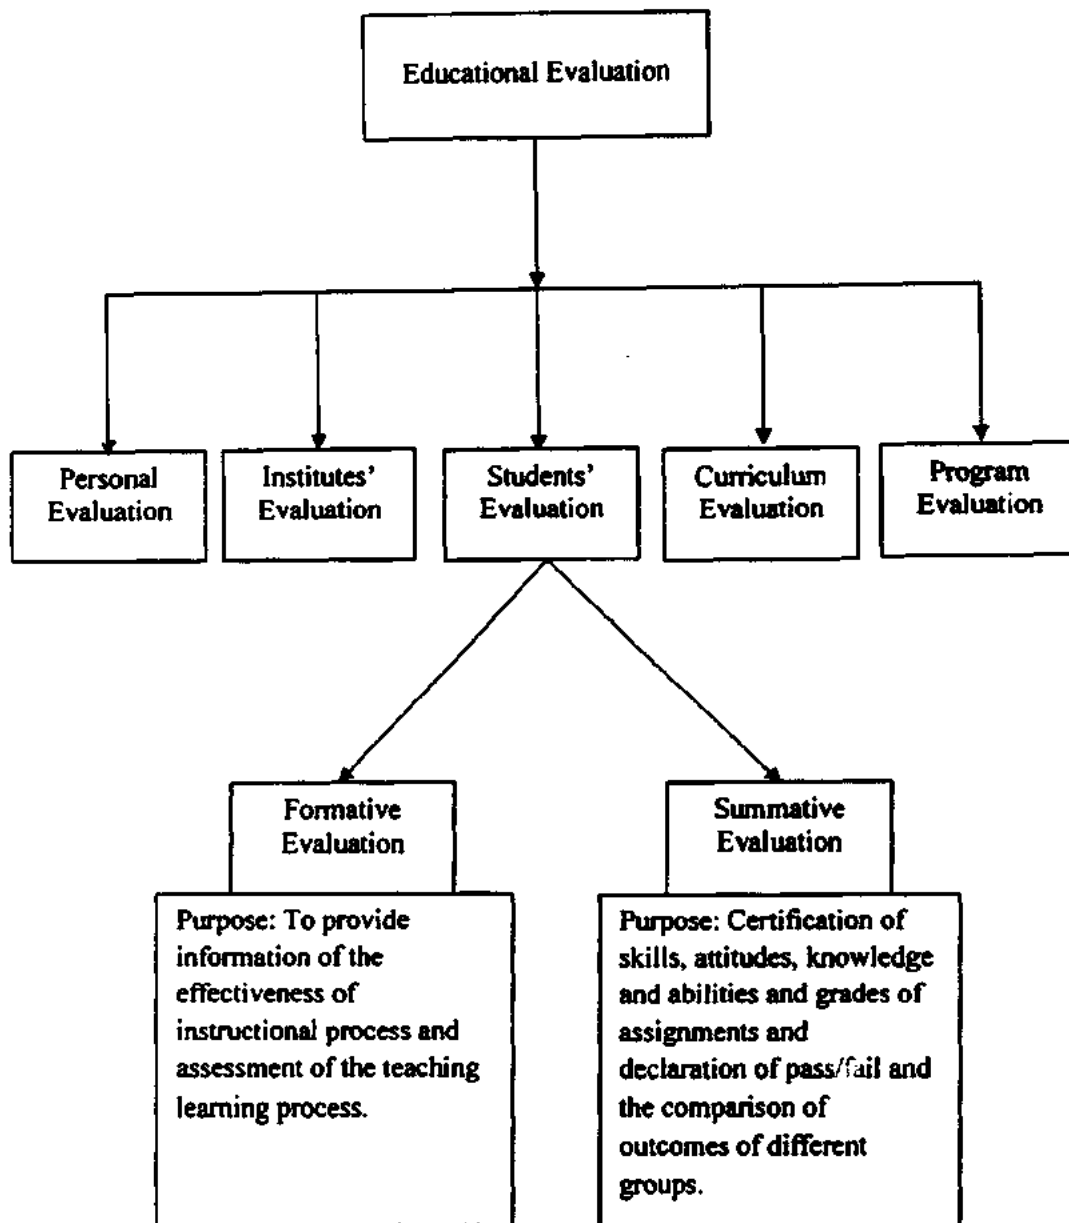 Educational Evaluation
Personal
Evaluation
Institutes'
Evaluation
Students'
Evaluation
Curriculum
Evaluation
Program
Evaluation
Formative
Evaluation
Summative
Evaluation
Purpose: To provide
information of the
effectiveness of
instructional process and
assessment of the teaching
learning process.
Purpose: Certification of
skills, attitudes, knowledge
and abilities and grades of
assignments and
declaration of pass/fail and
the comparison of
outcomes of different
groups.